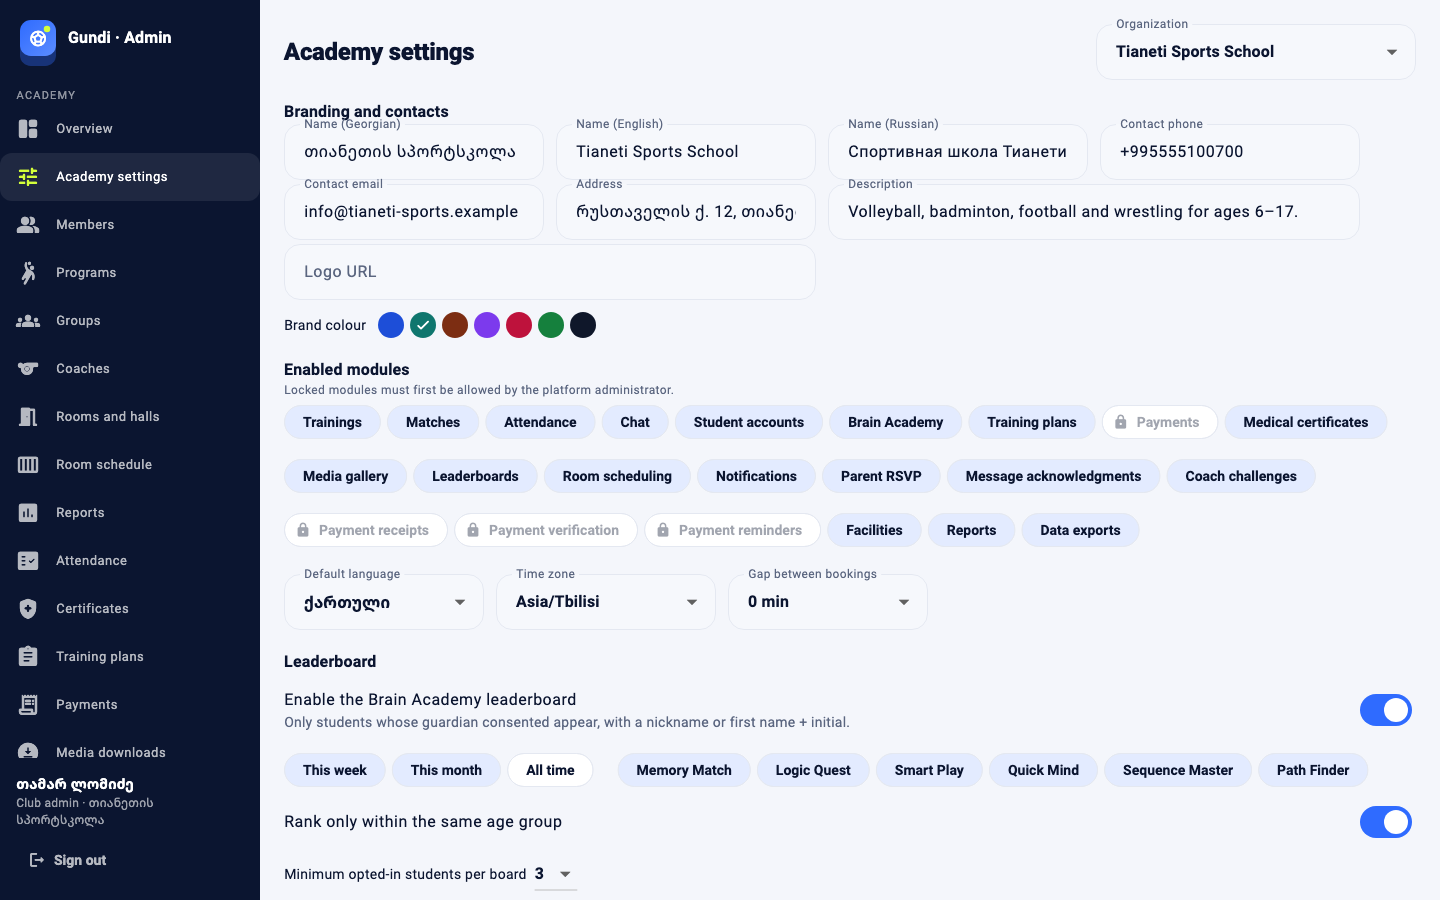 Gundi · Admin
ACADEMY
Overview
Academy settings
Members
Programs
Groups
Coaches
Rooms and halls
Room schedule
Reports
Attendance
Certificates
Training plans
Payments
Media downloads
თამარ ლომიძე
Club admin · თიანეთის
სპორტსკოლა
Sign out
Academy settings
Organization
Tianeti Sports School
Branding and contacts
Name (Georgian)
თიანეთის სპორტსკოლა
Name (English)
Tianeti Sports School
Name (Russian)
Спортивная школа Тианети
Contact phone
+995555100700
Contact email
info@tianeti-sports.example
Address
რუსთაველის ქ. 12, თიანე
Description
Volleyball, badminton, football and wrestling for ages 6–17.
Logo URL
Brand colour
Enabled modules
Locked modules must first be allowed by the platform administrator.
Trainings Matches Attendance Chat Student accounts Brain Academy Training plans Payments Medical certificates
Media gallery Leaderboards Room scheduling Notifications Parent RSVP Message acknowledgments Coach challenges
Payment receipts Payment verification Payment reminders Facilities Reports Data exports
Default language
ქართული
Time zone
Asia/Tbilisi
Gap between bookings
0 min
Leaderboard
Enable the Brain Academy leaderboard
Only students whose guardian consented appear, with a nickname or first name + initial.
This week This month All time Memory Match Logic Quest Smart Play Quick Mind Sequence Master Path Finder
Rank only within the same age group
Minimum opted-in students per board 3